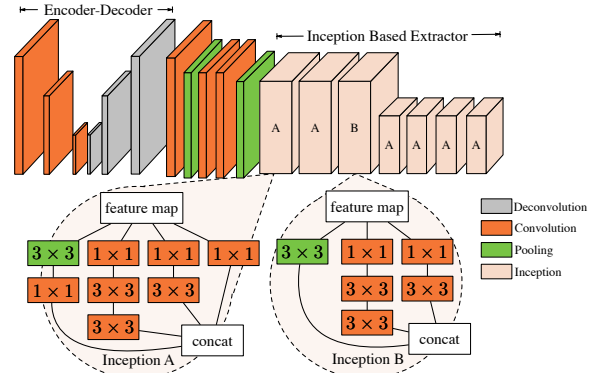 Encoder-Decoder
Inception Based Extractor
A A B A A A A
feature map
3 × 3 1 × 1 1 × 1 1 × 1
1 × 1 3 × 3 3 × 3
3 × 3
concat
Inception A
feature map
3 × 3 1 × 1 1 × 1
3 × 3 3 × 3
3 × 3
concat
Inception B
Deconvolution
Convolution
Pooling
Inception